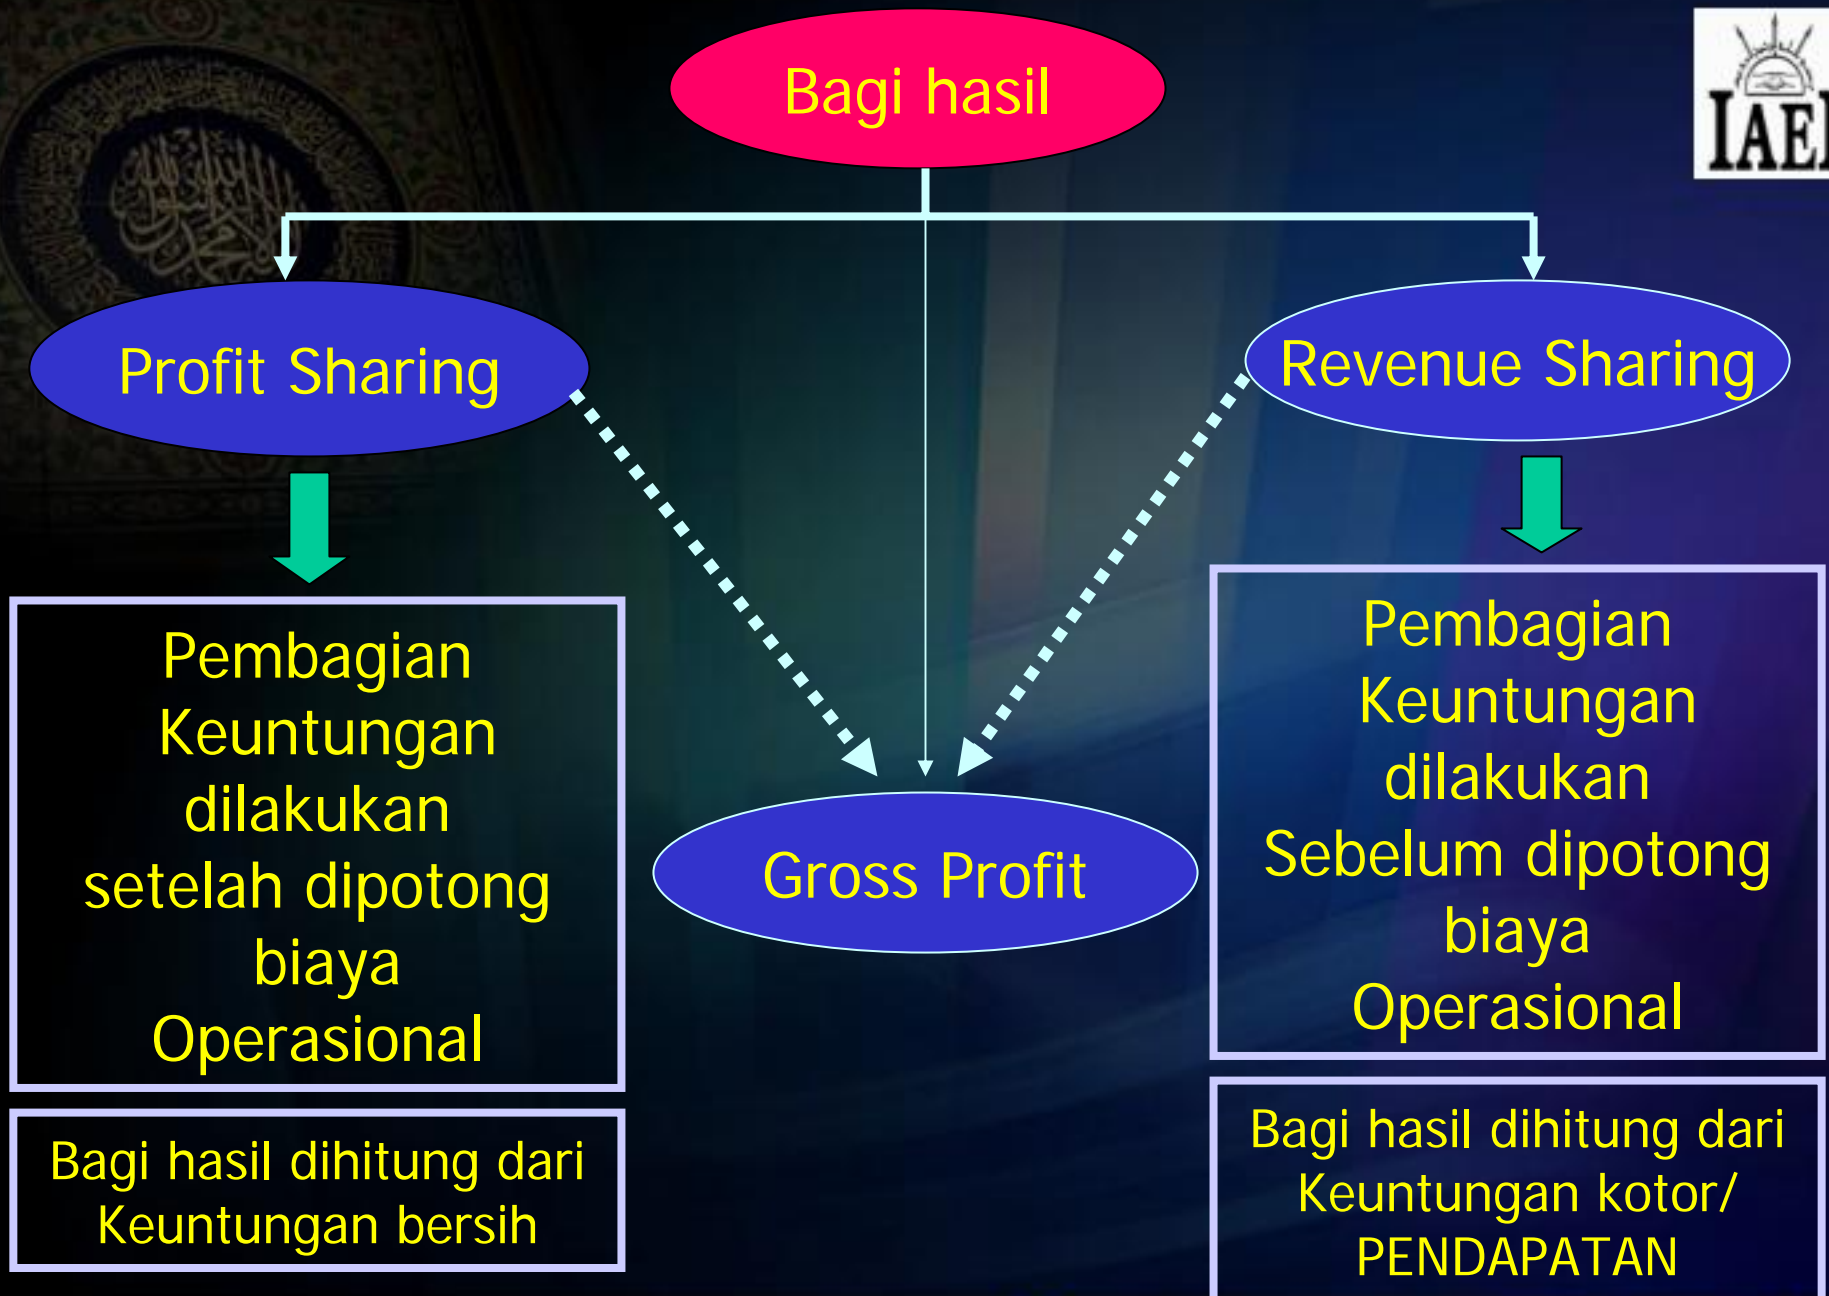 Bagi hasil
IAEI
Profit Sharing
Revenue Sharing
Pembagian
Keuntungan
dilakukan
setelah dipotong
biaya
Operasional
Gross Profit
Pembagian
Keuntungan
dilakukan
Sebelum dipotong
biaya
Operasional
Bagi hasil dihitung dari
Keuntungan bersih
Bagi hasil dihitung dari
Keuntungan kotor/
PENDAPATAN